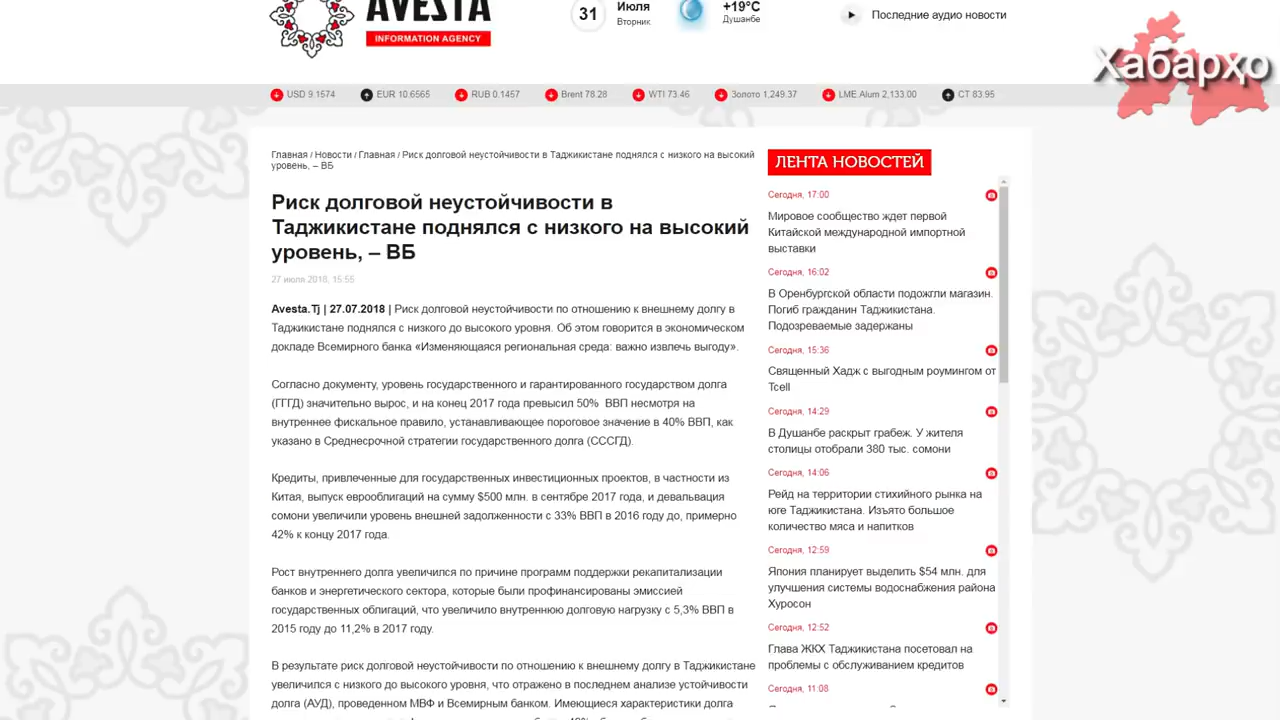 AVESTA
INFORMATION AGENCY
31
Июля
Вторник
+19°C
Душанбе
Последние аудио новости
Хабарҳо
USD 9.1574
EUR 10.6565
RUB 0.1457
Brent 78.28
WTI 73.46
Золото 1,249.37
LME.Alum 2,133.00
CT 83.95
Главная / Новости / Главная / Риск долговой неустойчивости в Таджикистане поднялся с низкого на высокий
уровень, – ВБ
Риск долговой неустойчивости в
Таджикистане поднялся с низкого на высокий
уровень, – ВБ
27 июля 2018, 15:55
Avesta.Tj | 27.07.2018 | Риск долговой неустойчивости по отношению к внешнему долгу в
Таджикистане поднялся с низкого до высокого уровня. Об этом говорится в экономическом
докладе Всемирного банка «Изменяющаяся региональная среда: важно извлечь выгоду».
Согласно документу, уровень государственного и гарантированного государством долга
(ГГГД) значительно вырос, и на конец 2017 года превысил 50% ВВП несмотря на
внутреннее фискальное правило, устанавливающее пороговое значение в 40% ВВП, как
указано в Среднесрочной стратегии государственного долга (СССГД).
Кредиты, привлеченные для государственных инвестиционных проектов, в частности из
Китая, выпуск еврооблигаций на сумму $500 млн. в сентябре 2017 года, и девальвация
сомони увеличили уровень внешней задолженности с 33% ВВП в 2016 году до, примерно
42% к концу 2017 года.
Рост внутреннего долга увеличился по причине программ поддержки рекапитализации
банков и энергетического сектора, которые были профинансированы эмиссией
государственных облигаций, что увеличило внутреннюю долговую нагрузку с 5,3% ВВП в
2015 году до 11,2% в 2017 году.
В результате риск долговой неустойчивости по отношению к внешнему долгу в Таджикистане
увеличился с низкого до высокого уровня, что отражено в последнем анализе устойчивости
долга (АУД), проведенном МВФ и Всемирным банком. Имеющиеся характеристики долга
ЛЕНТА НОВОСТЕЙ
Сегодня, 17:00
Мировое сообщество ждет первой
Китайской международной импортной
выставки
Сегодня, 16:02
В Оренбургской области подожгли магазин.
Погиб гражданин Таджикистана.
Подозреваемые задержаны
Сегодня, 15:36
Священный Хадж с выгодным роумингом от
Tcell
Сегодня, 14:29
В Душанбе раскрыт грабеж. У жителя
столицы отобрали 380 тыс. сомони
Сегодня, 14:06
Рейд на территории стихийного рынка на
юге Таджикистана. Изъято большое
количество мяса и напитков
Сегодня, 12:59
Япония планирует выделить $54 млн. для
улучшения системы водоснабжения района
Хуросон
Сегодня, 12:52
Глава ЖКХ Таджикистана посетовал на
проблемы с обслуживанием кредитов
Сегодня, 11:08